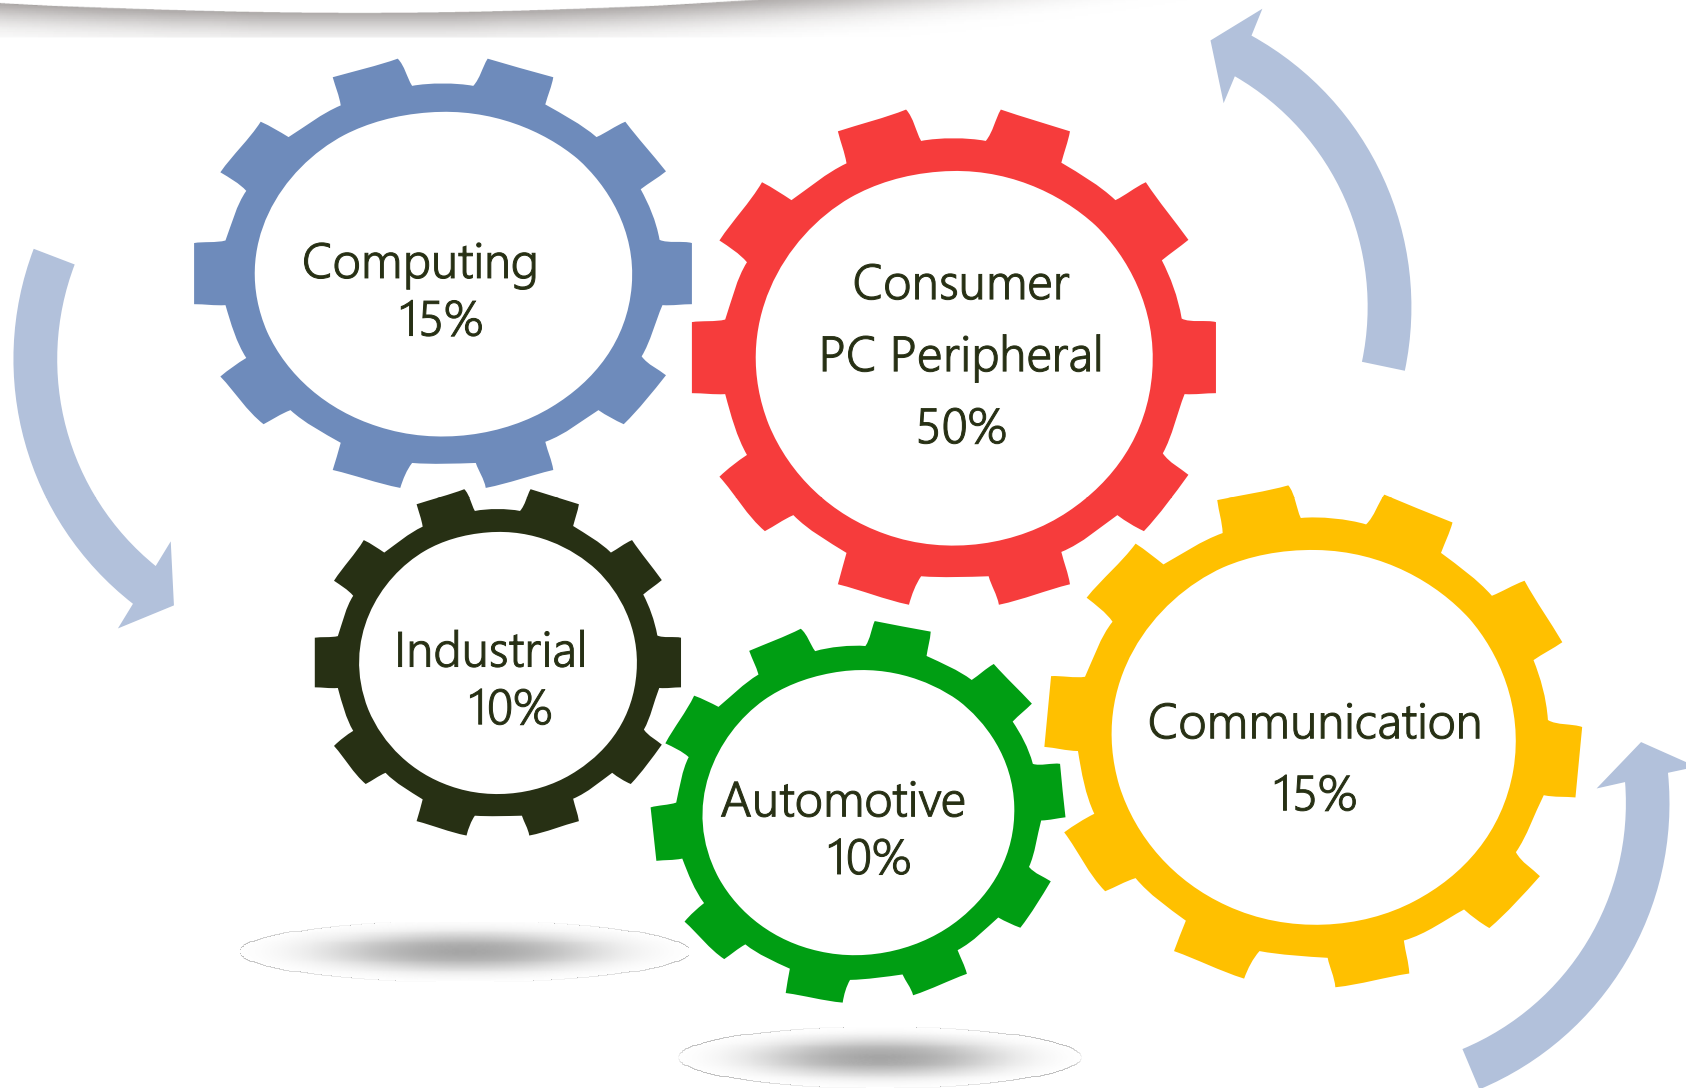 Computing
15%
Consumer
PC Peripheral
50%
Industrial
10%
Automotive
10%
Communication
15%